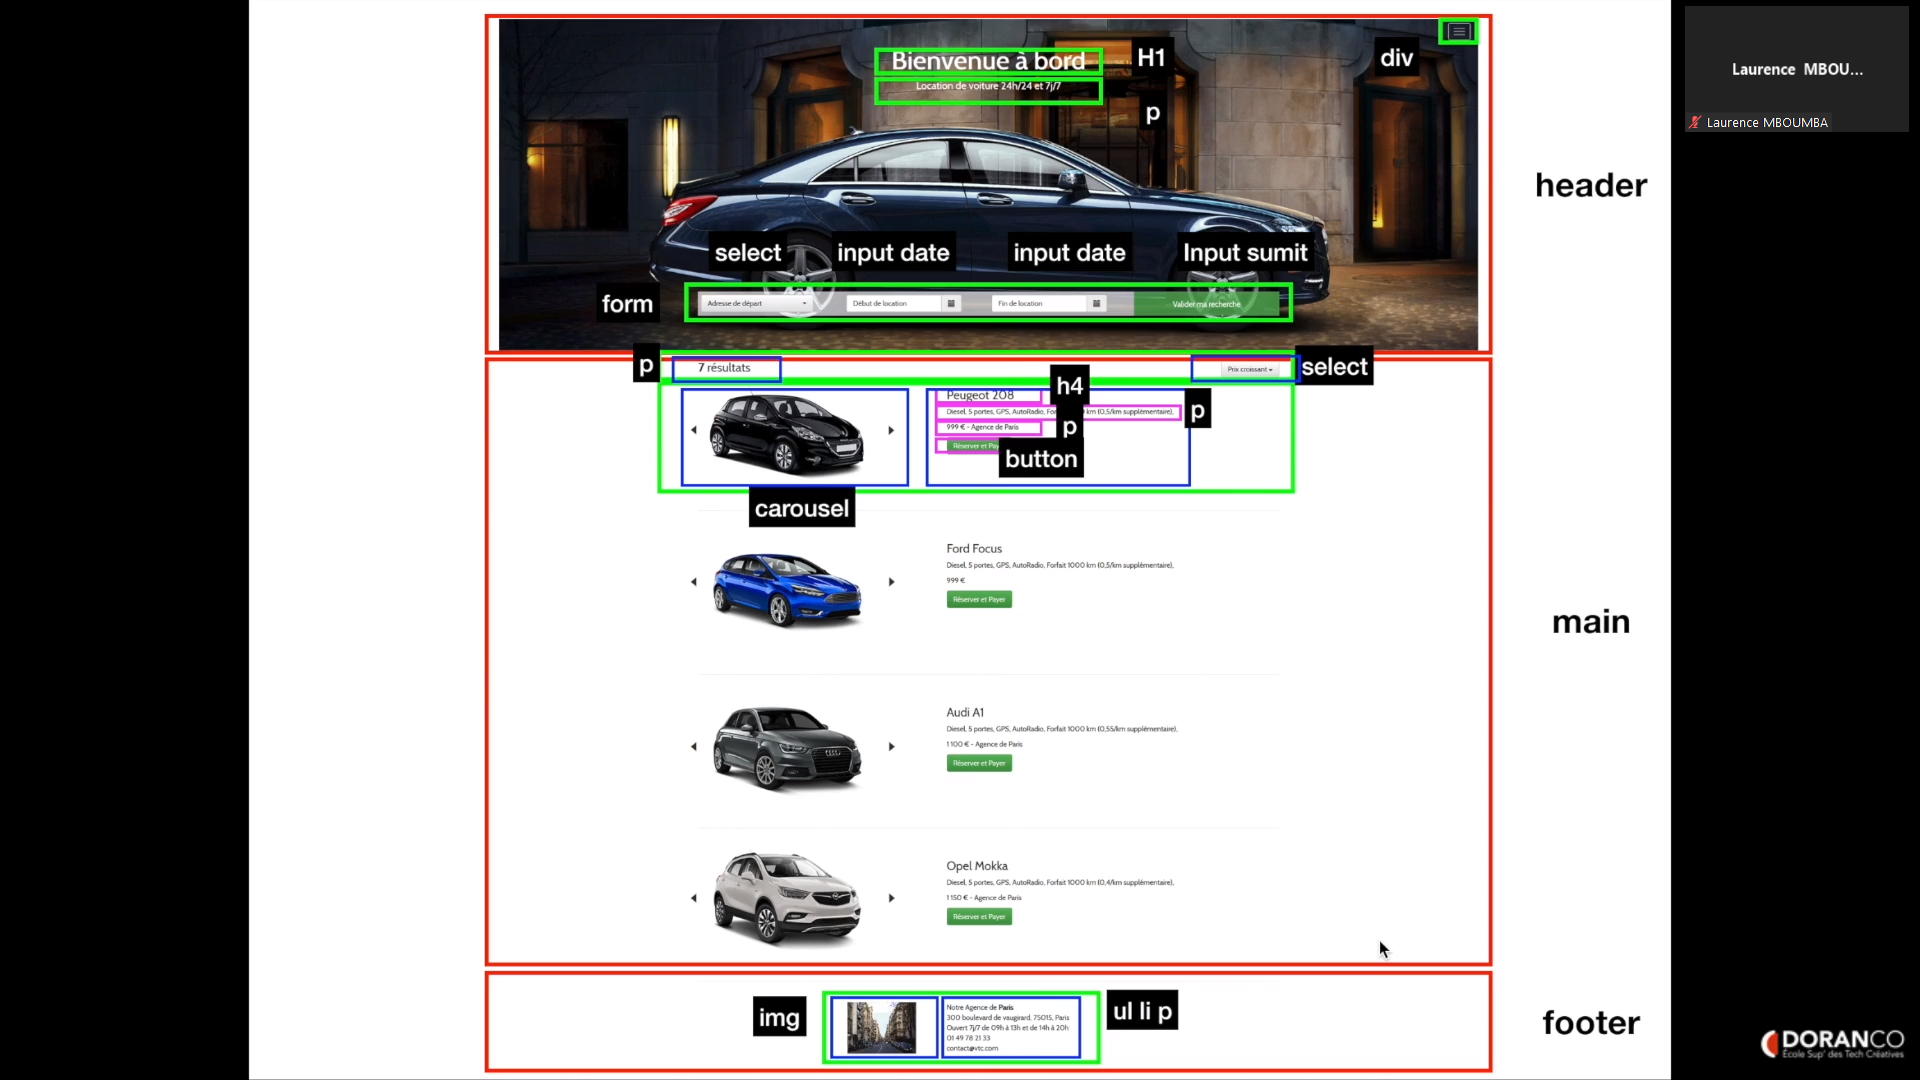 Bienvenue à bord
H1
div
Location de voiture 24h/24 et 7j/7
p
Laurence MBOU...
Laurence MBOUMBA
header
select
input date
input date
Input sumit
form
Adresse de départ
Début de location
Fin de location
Valider ma recherche
p
7 résultats
Prix croissant
select
Peugeot 208
h4
Diesel, 5 portes, GPS, AutoRadio, km (0,5/km supplémentaire),
p
999 € - Agence de Paris
p
Réserver et
button
carousel
Ford Focus
Diesel, 5 portes, GPS, AutoRadio, Forfait 1000 km (0,5/km supplémentaire),
999 €
Réserver et Payer
main
Audi A1
Diesel, 5 portes, GPS, AutoRadio, Forfait 1000 km (0,55/km supplémentaire),
1 100 € - Agence de Paris
Réserver et Payer
Opel Mokka
Diesel, 5 portes, GPS, AutoRadio, Forfait 1000 km (0,4/km supplémentaire),
1 150 € - Agence de Paris
Réserver et Payer
img
Notre Agence de Paris
300 boulevard de vaugirard, 75015, Paris
Ouvert 7j/7 de 09h à 13h et de 14h à 20h
01 49 78 21 33
contact@vtc.com
ul li p
footer
DORANCO
École Sup' des Tech Créatives